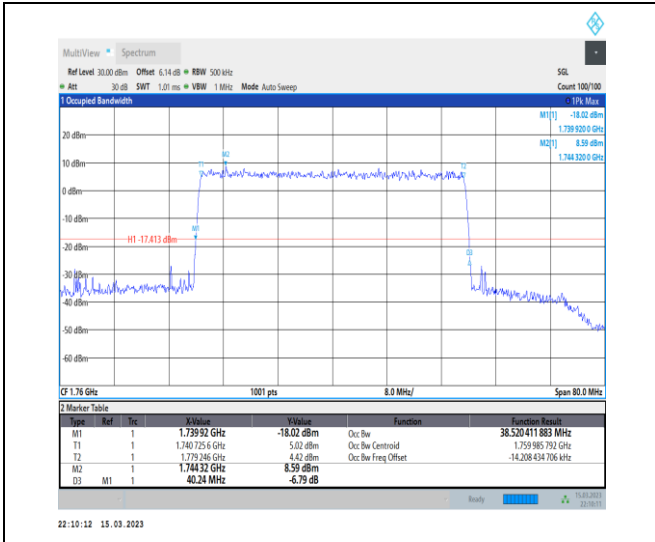 MultiView Spectrum
Ref Level 30.00 dBm Offset 6.14 dB RBW 500 kHz SGL
Att 30 dB SWT 1.01 ms VBW 1 MHz Mode Auto Sweep Count 100/100
1 Occupied Bandwidth 1Pk Max
M1[1] -18.02 dBm
1.739 920 0 GHz
M2[1] 8.59 dBm
1.744 320 0 GHz
20 dBm
10 dBm
M2
T2
0 dBm
-10 dBm
M1
H1 -17.413 dBm
-20 dBm
D3
-30 dBm
-40 dBm
-50 dBm
-60 dBm
CF 1.76 GHz 1001 pts 8.0 MHz/ Span 80.0 MHz
2 Marker Table
Type Ref Trc X-Value Y-Value Function Function Result
M1 1 1.73992 GHz -18.02 dBm Occ Bw 38.520 411 883 MHz
T1 1 1.740 725 6 GHz 5.02 dBm Occ Bw Centroid 1.759 985 792 GHz
T2 1 1.779 246 GHz 4.42 dBm Occ Bw Freq Offset -14.208 434 706 kHz
M2 1 1.744 32 GHz 8.59 dBm
D3 M1 1 40.24 MHz -6.79 dB
Ready 15.03.2023
22:10:11
22:10:12 15.03.2023